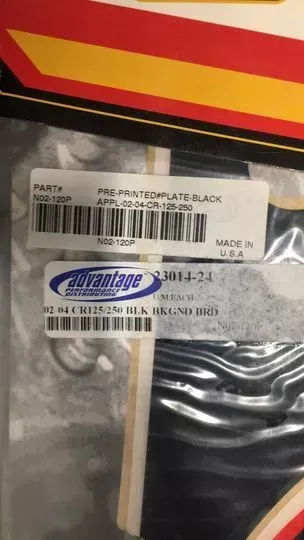 PART# PRE-PRINTED#PLATE-BLACK
N02-120P APPL-02-04-CR-125-250
N02-120P
MADE IN
U.S.A
advantage
PERFORMANCE
DISTRIBUTING
23014-24
02-04 CR125/250 BLK BKGND BRD